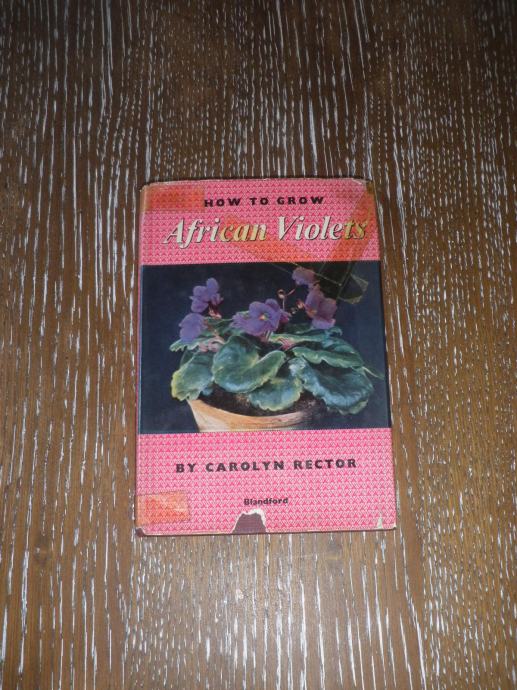 HOW TO GROW
African Violets
BY CAROLYN RECTOR
Blandford